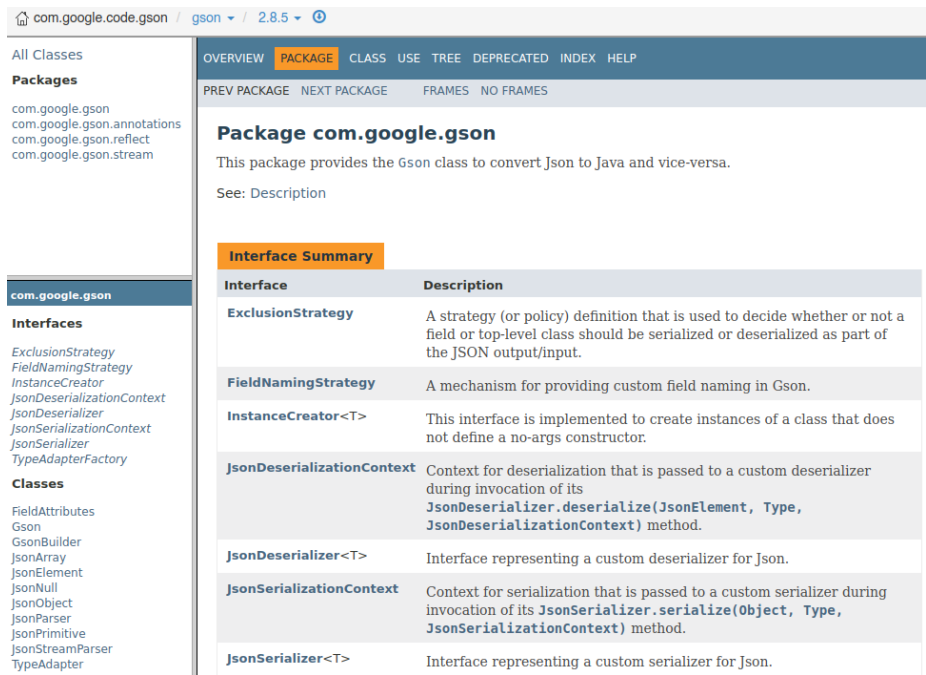 com.google.code.gson / gson / 2.8.5
All Classes
Packages
com.google.gson
com.google.gson.annotations
com.google.gson.reflect
com.google.gson.stream
com.google.gson
Interfaces
ExclusionStrategy
FieldNamingStrategy
InstanceCreator
JsonDeserializationContext
JsonDeserializer
JsonSerializationContext
JsonSerializer
TypeAdapterFactory
Classes
FieldAttributes
Gson
GsonBuilder
JsonArray
JsonElement
JsonNull
JsonObject
JsonParser
JsonPrimitive
JsonStreamParser
TypeAdapter
OVERVIEW PACKAGE CLASS USE TREE DEPRECATED INDEX HELP
PREV PACKAGE NEXT PACKAGE FRAMES NO FRAMES
Package com.google.gson
This package provides the Gson class to convert Json to Java and vice-versa.
See: Description
Interface Summary
Interface Description
ExclusionStrategy A strategy (or policy) definition that is used to decide whether or not a
field or top-level class should be serialized or deserialized as part of
the JSON output/input.
FieldNamingStrategy A mechanism for providing custom field naming in Gson.
InstanceCreator<T> This interface is implemented to create instances of a class that does
not define a no-args constructor.
JsonDeserializationContext Context for deserialization that is passed to a custom deserializer
during invocation of its
JsonDeserializer.deserialize(JsonElement, Type,
JsonDeserializationContext) method.
JsonDeserializer<T> Interface representing a custom deserializer for Json.
JsonSerializationContext Context for serialization that is passed to a custom serializer during
invocation of its JsonSerializer.serialize(Object, Type,
JsonSerializationContext) method.
JsonSerializer<T> Interface representing a custom serializer for Json.